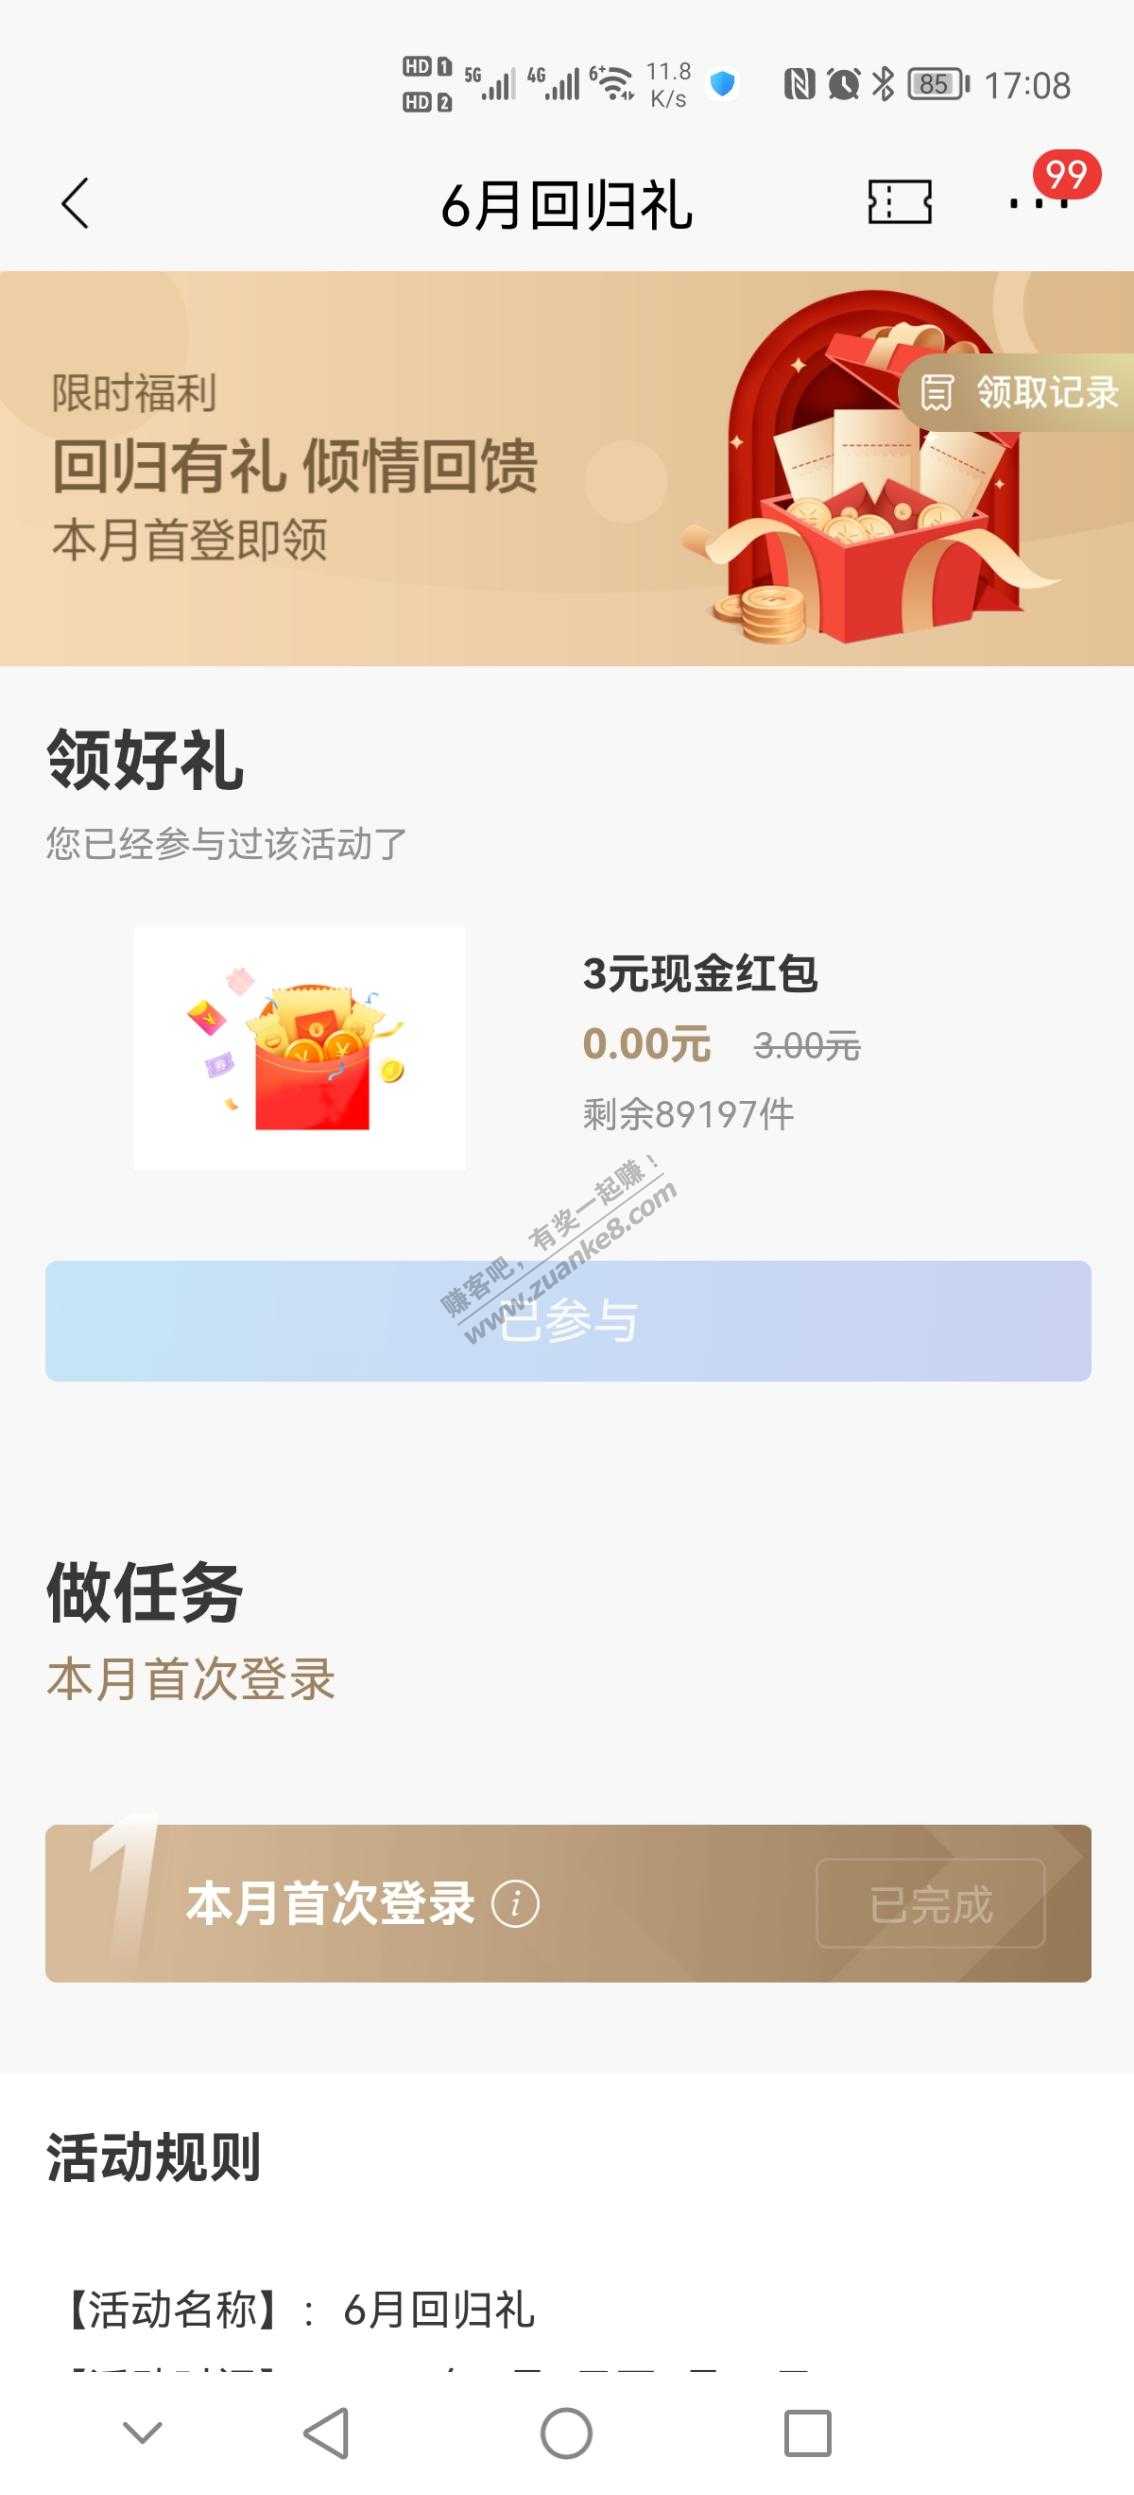 HD 1 5G 4G 6+ 11.8 85 17:08
HD 2 K/s
99
6月回归礼
限时福利
领取记录
回归有礼 倾情回馈
本月首登即领
领好礼
您已经参与过该活动了
3元现金红包
0.00元 3.00元
剩余89197件
赚客吧，有奖一起赚！
www.zuanke8.com
已参与
做任务
本月首次登录
1 本月首次登录 i 已完成
活动规则
【活动名称】：6月回归礼